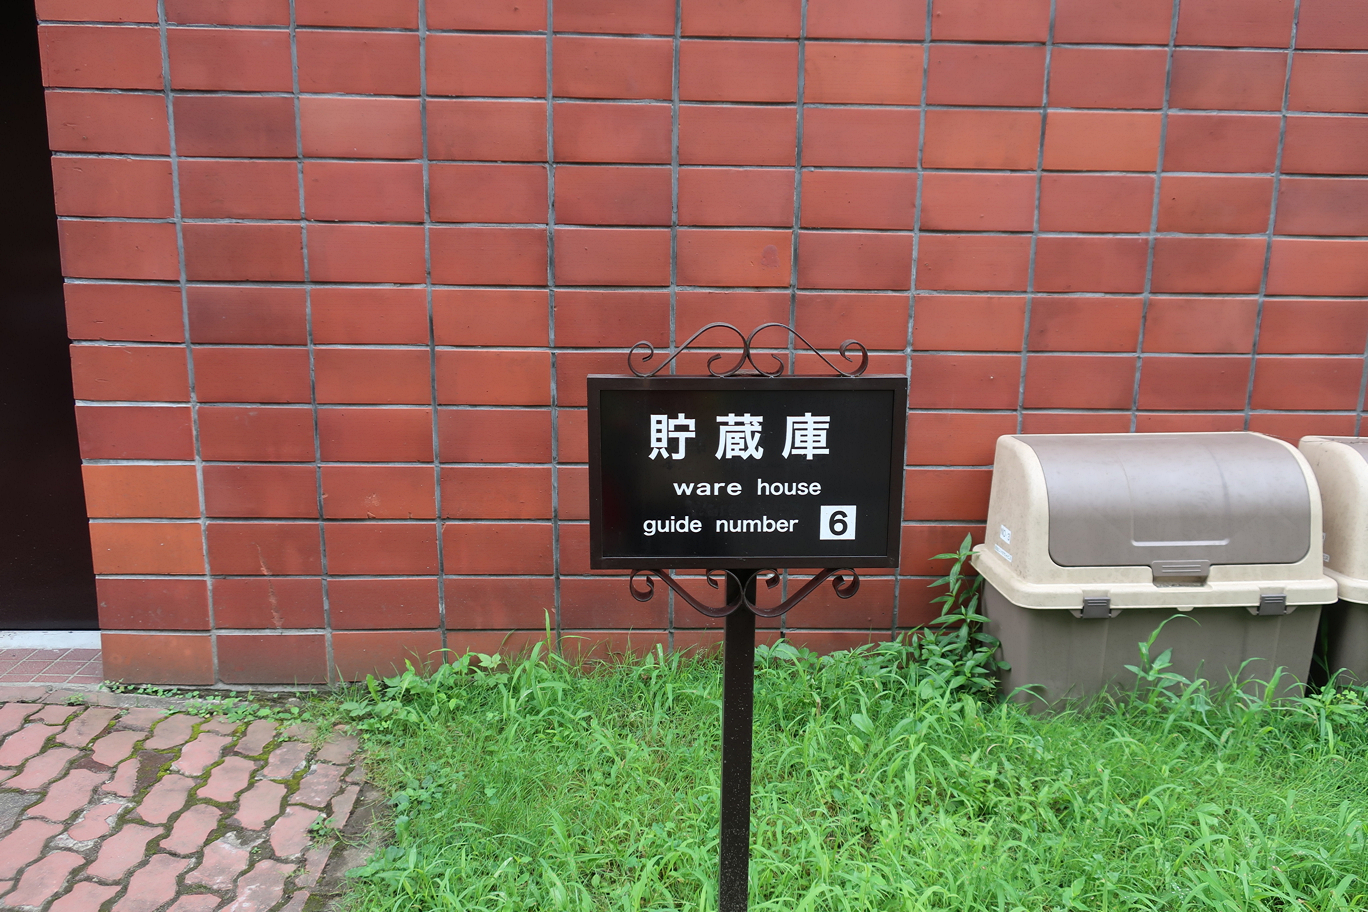 貯蔵庫
ware house
guide number 6